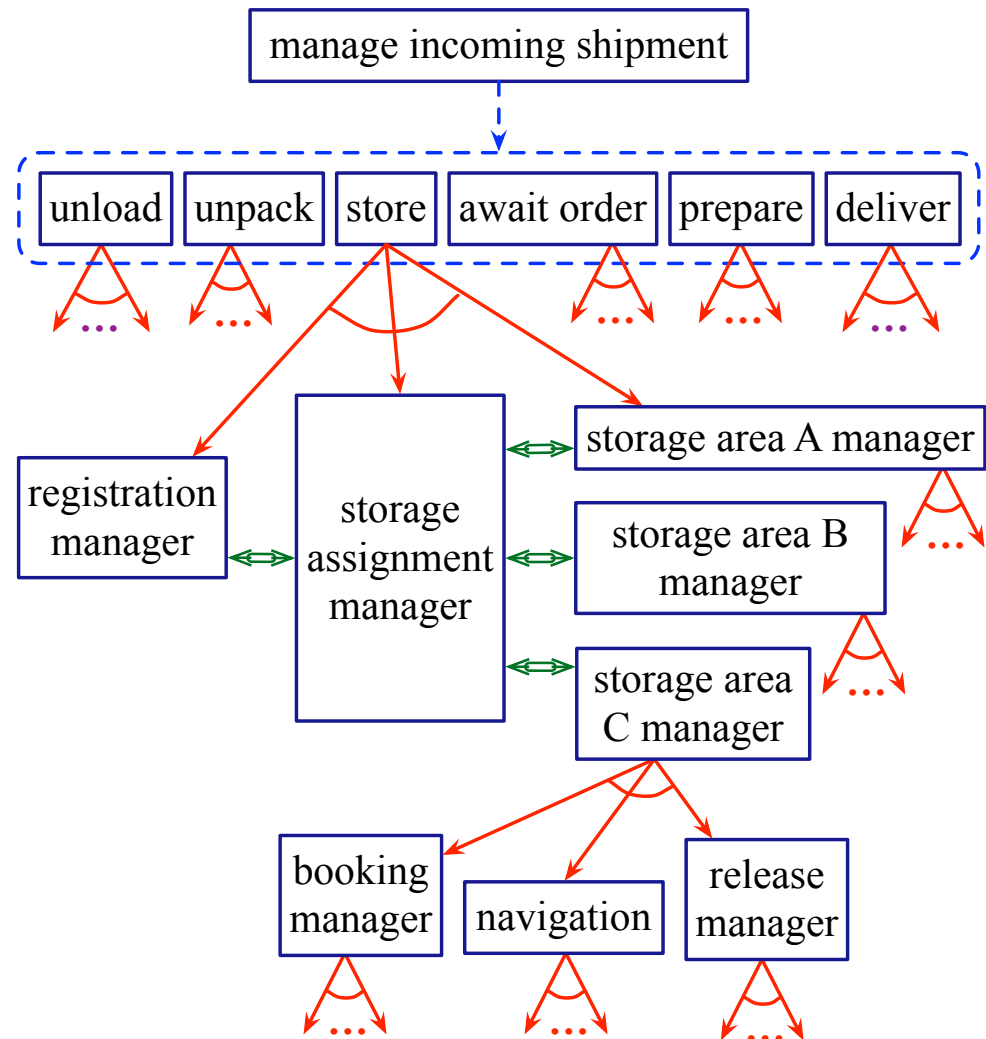 manage incoming shipment
unload
unpack
store
await order
prepare
deliver
...
...
...
...
...
storage area A manager
registration
manager
storage
assignment
manager
storage area B
manager
...
...
storage area
C manager
booking
manager
navigation
release
manager
...
...
...